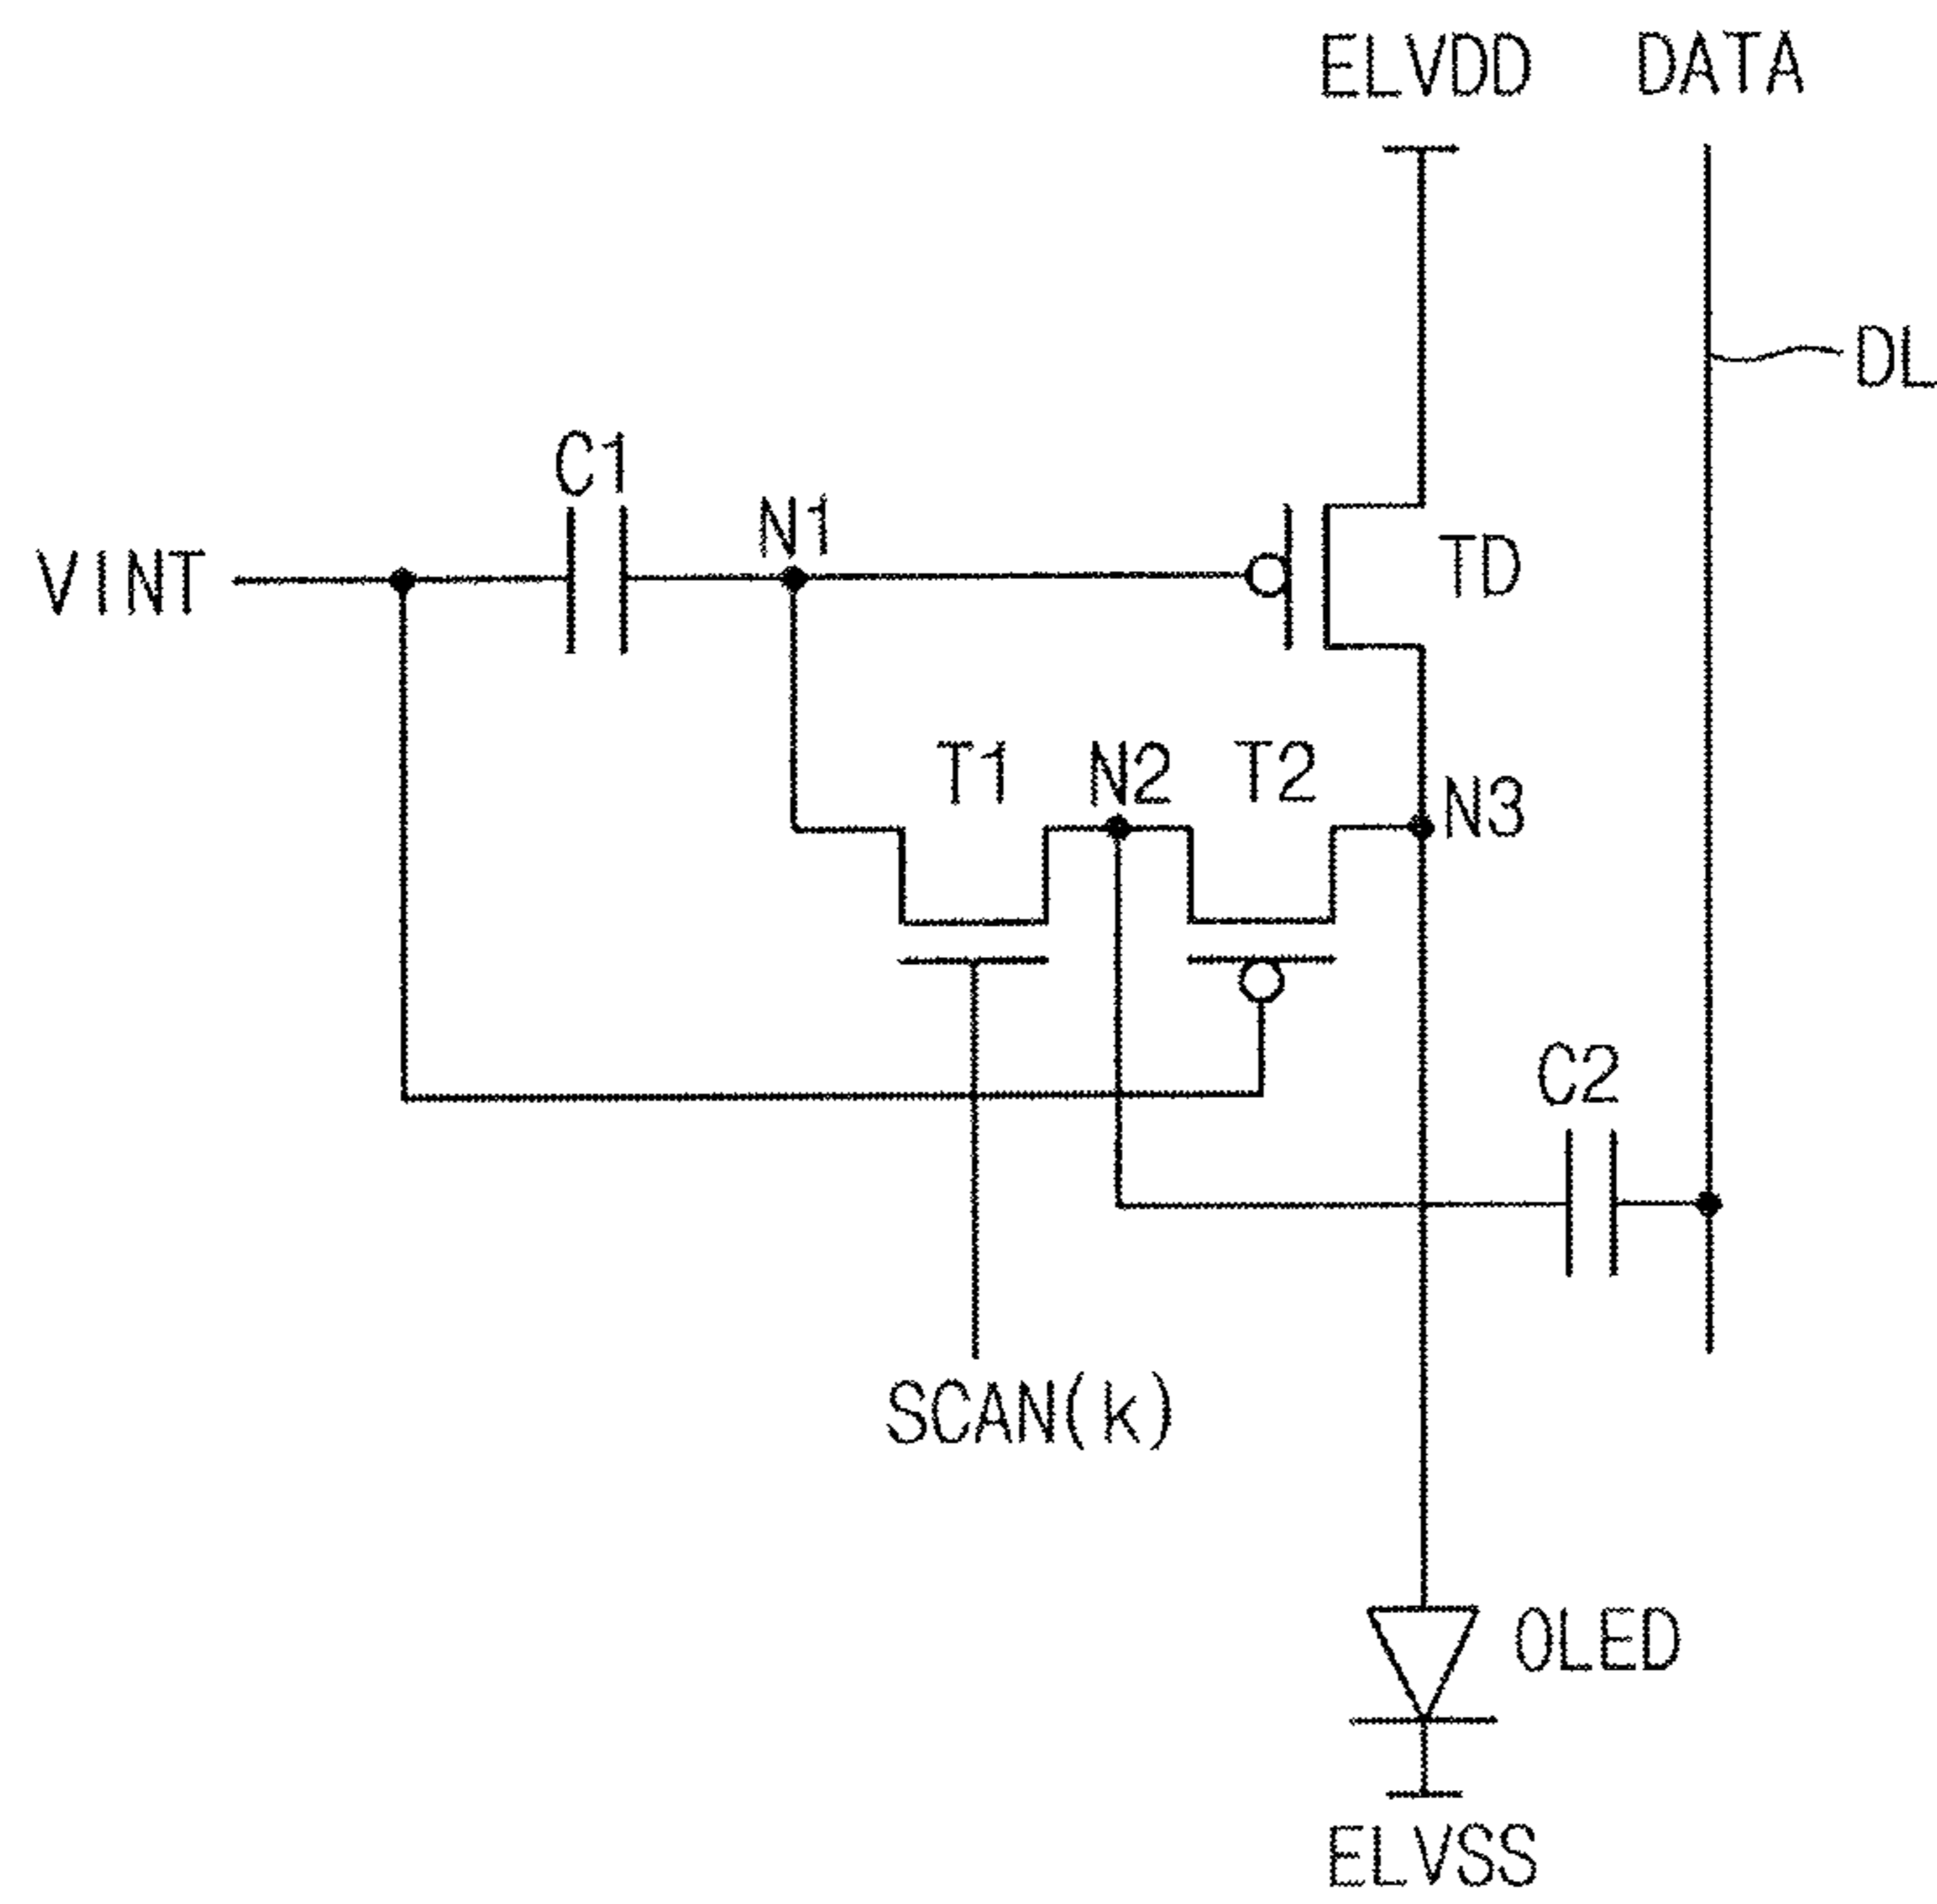 ELVDD DATA
DL
C1
N1
VINT
TD
T1 N2 T2
N3
C2
SCAN(k)
OLED
ELVSS